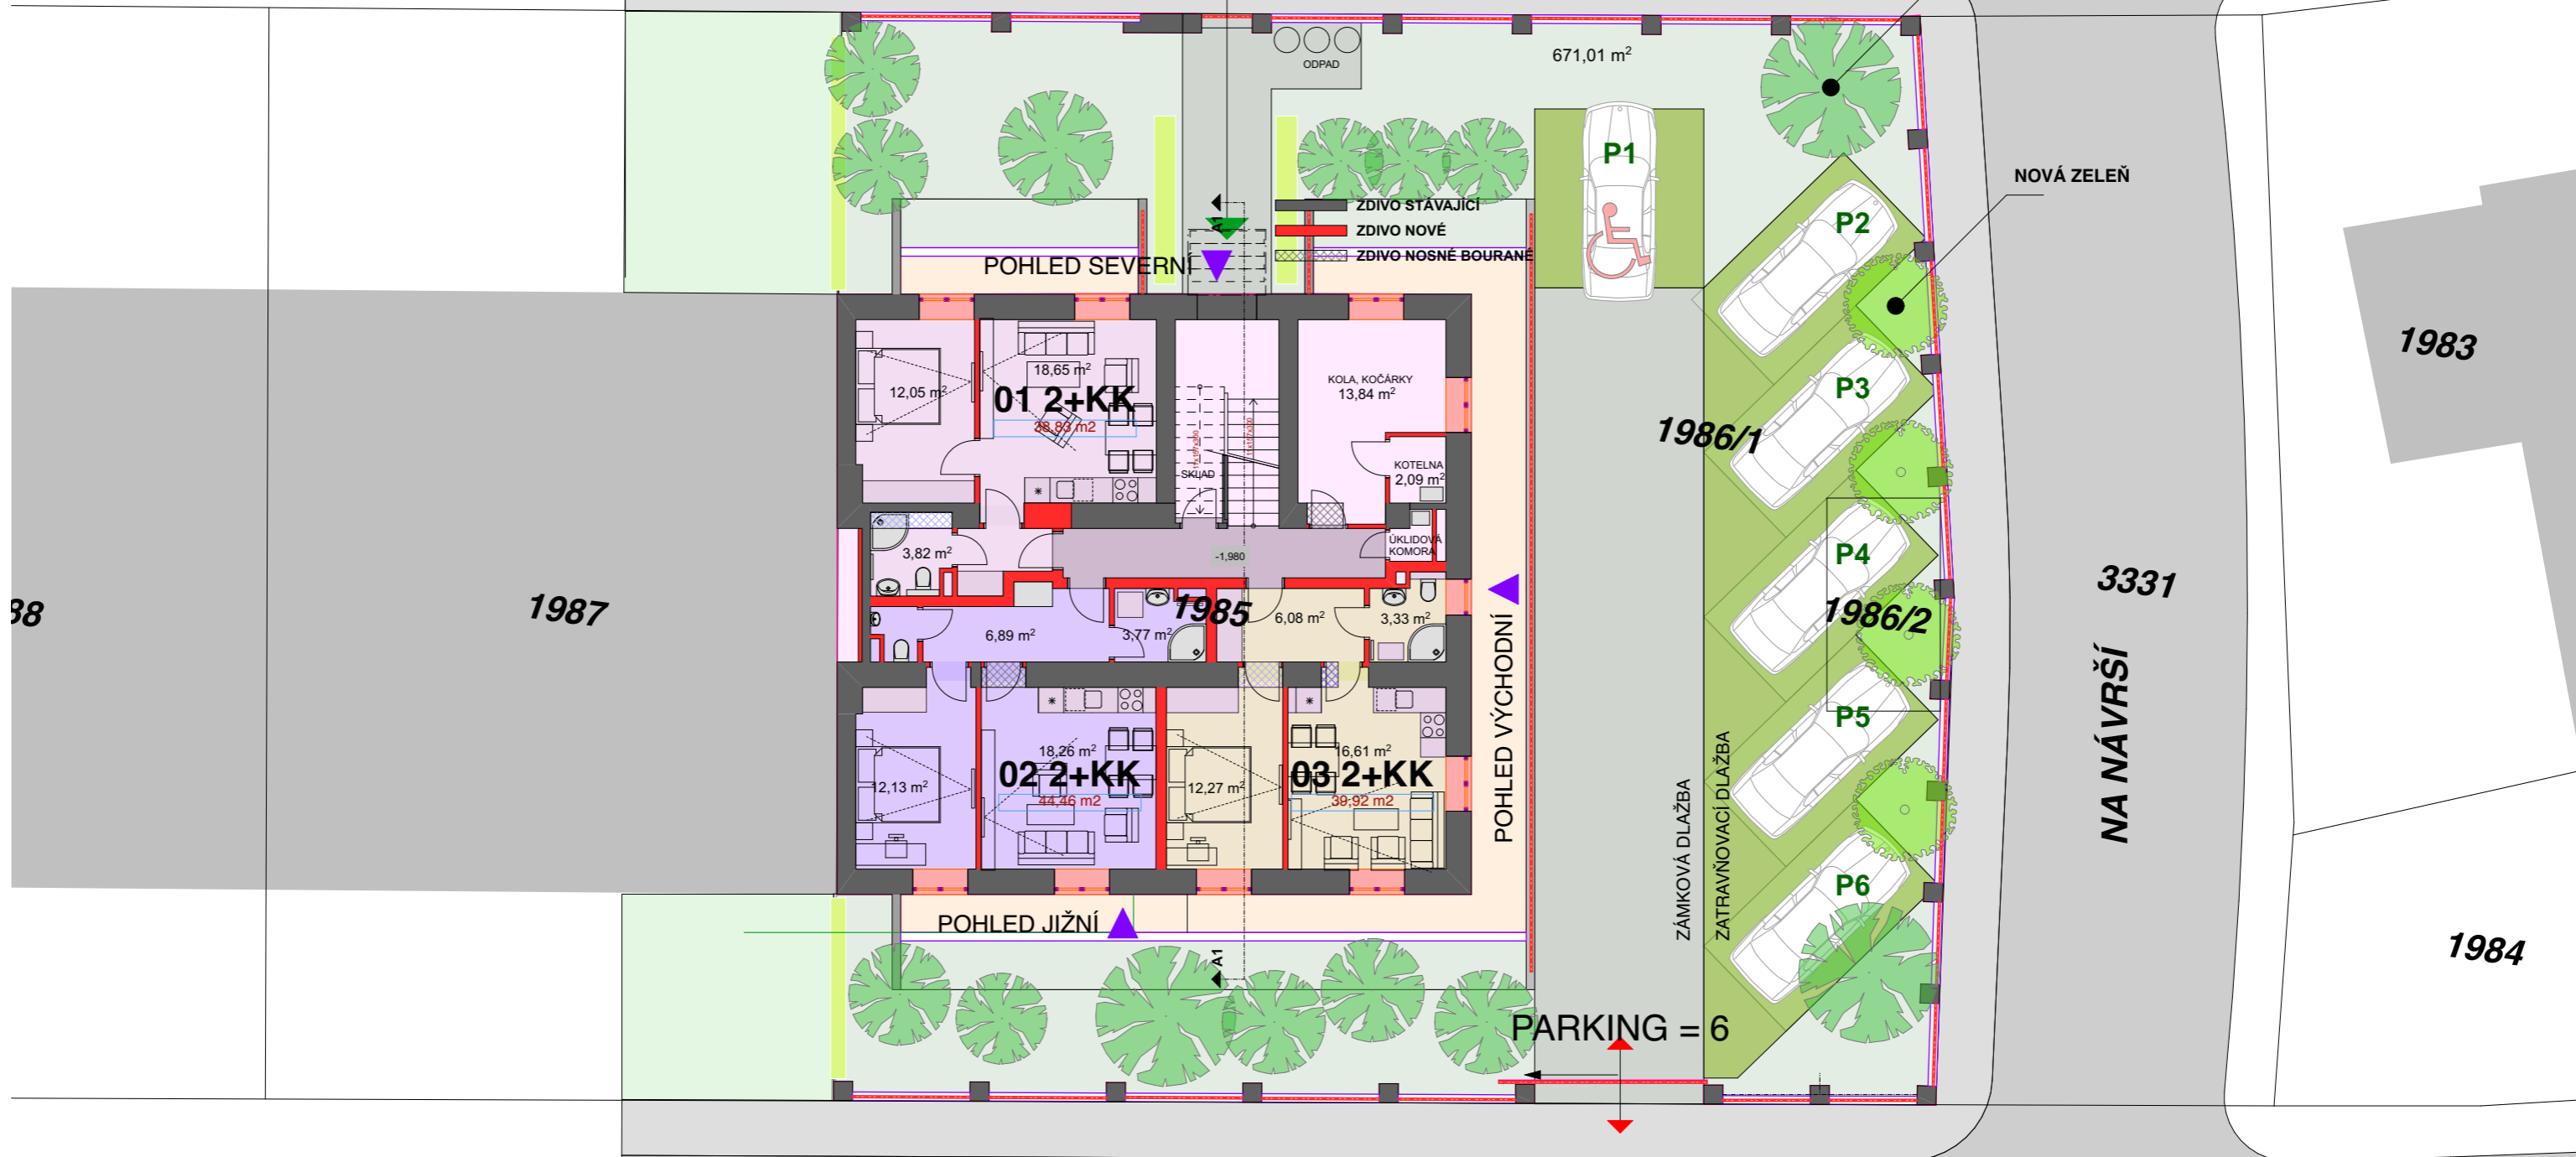 671,01 m²
ODPAD
P1
NOVÁ ZELEŇ
ZDIVO STÁVAJÍCÍ
A1
ZDIVO NOVÉ
ZDIVO NOSNÉ BOURANÉ
POHLED SEVERNÍ
P2
1983
18,65 m²
12,05 m²
01 2+KK
38,83 m2
KOLA, KOČÁRKY
13,84 m²
P3
1986/1
KOTELNA
2,09 m²
SKLAD
ÚKLIDOVÁ
KOMORA
3,82 m²
-1,980
P4
3331
88
1987
1985
1986/2
6,89 m²
3,77 m²
6,08 m²
3,33 m²
POHLED VÝCHODNÍ
NA NÁVRŠÍ
P5
18,26 m²
02 2+KK
12,13 m²
44,46 m2
16,61 m²
03 2+KK
12,27 m²
39,92 m2
ZÁMKOVÁ DLAŽBA
ZATRAVŇOVACÍ DLAŽBA
P6
POHLED JIŽNÍ
A1
1984
PARKING = 6